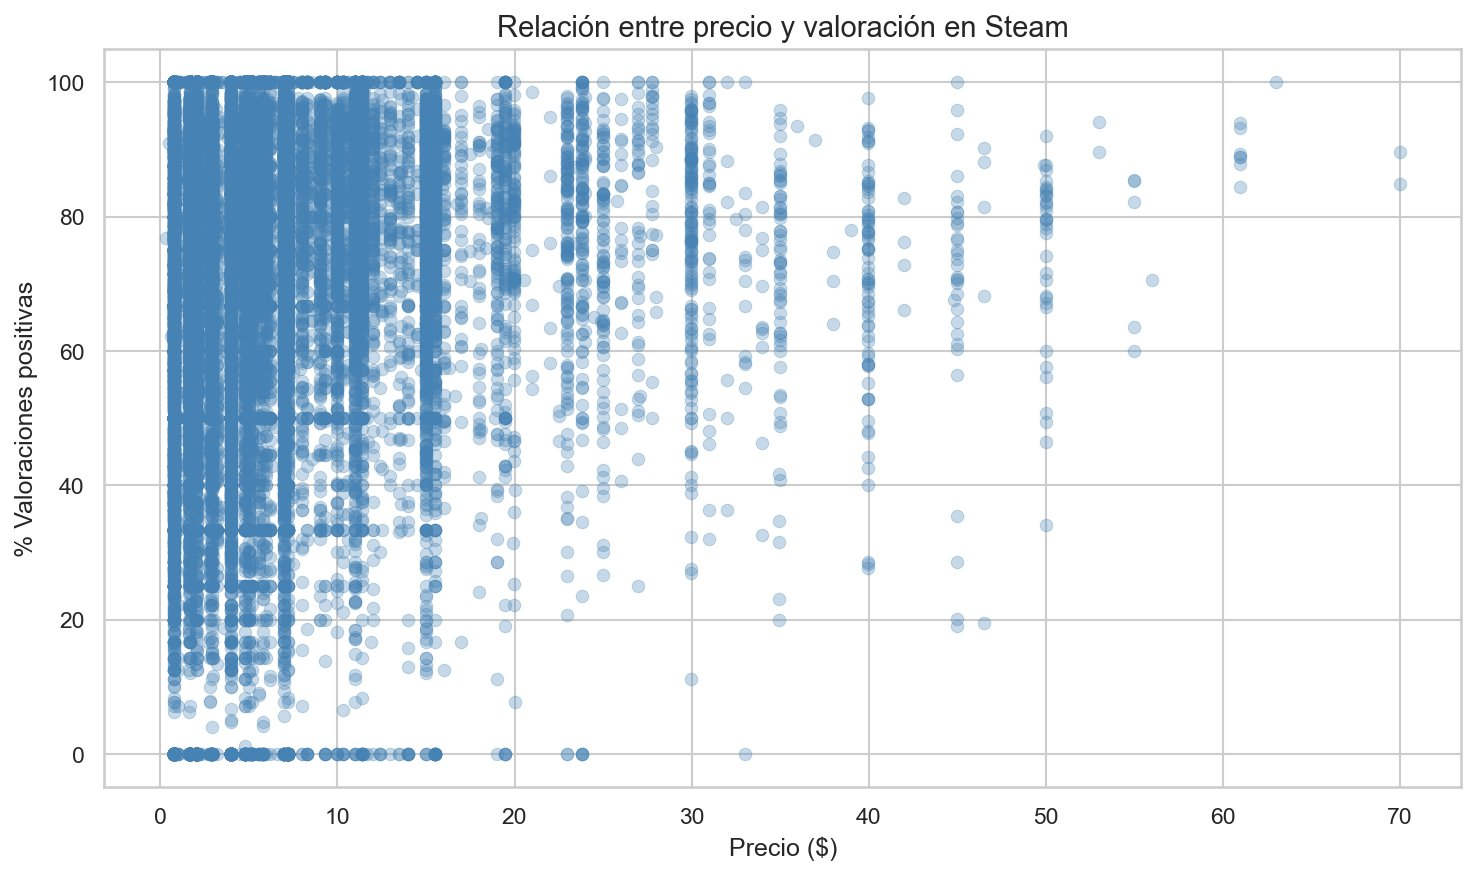 Relación entre precio y valoración en Steam
% Valoraciones positivas
100
80
60
40
20
0
0 10 20 30 40 50 60 70
Precio ($)